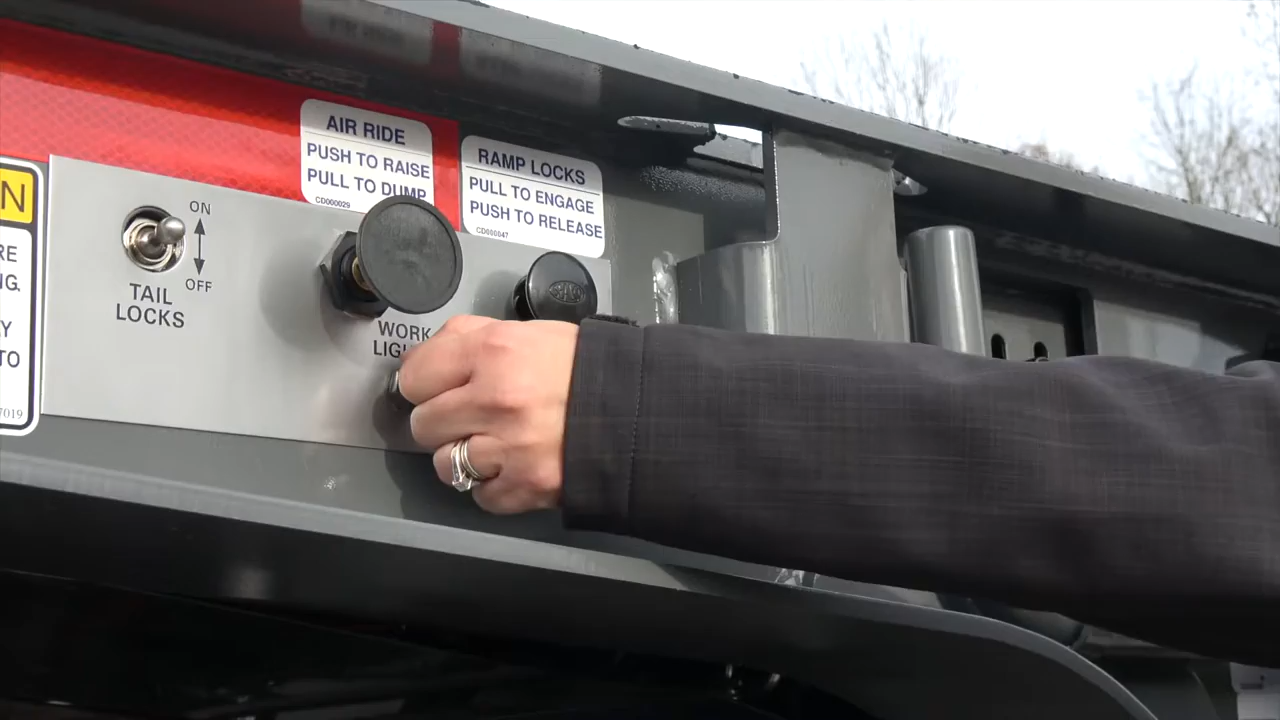 AIR RIDE
PUSH TO RAISE
PULL TO DUMP
CD000029
RAMP LOCKS
PULL TO ENGAGE
PUSH TO RELEASE
CD000047
ON
OFF
TAIL
LOCKS
WORK
N
RE
G.
Y
TO
7019